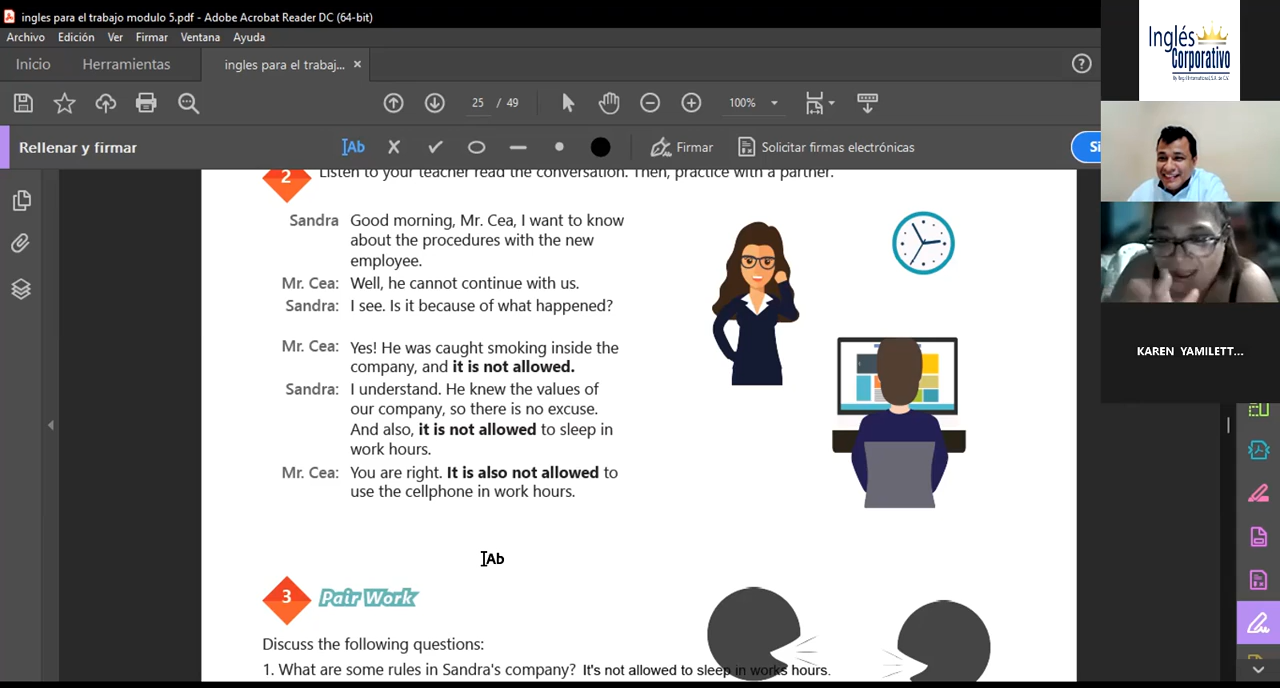 ingles para el trabajo modulo 5.pdf - Adobe Acrobat Reader DC (64-bit)
Archivo Edición Ver Firmar Ventana Ayuda
Inicio Herramientas ingles para el trabaj... ×
25 / 49 100%
Rellenar y firmar Ab Firmar Solicitar firmas electrónicas Si
2 Listen to your teacher read the conversation. Then, practice with a partner.
Sandra Good morning, Mr. Cea, I want to know
about the procedures with the new
employee.
Mr. Cea: Well, he cannot continue with us.
Sandra: I see. Is it because of what happened?
Mr. Cea: Yes! He was caught smoking inside the
company, and it is not allowed.
Sandra: I understand. He knew the values of
our company, so there is no excuse.
And also, it is not allowed to sleep in
work hours.
Mr. Cea: You are right. It is also not allowed to
use the cellphone in work hours.
Ab
3 Pair Work
Discuss the following questions:
1. What are some rules in Sandra's company? It's not allowed to sleep in works hours.
Inglés
Corporativo
KAREN YAMILETT...